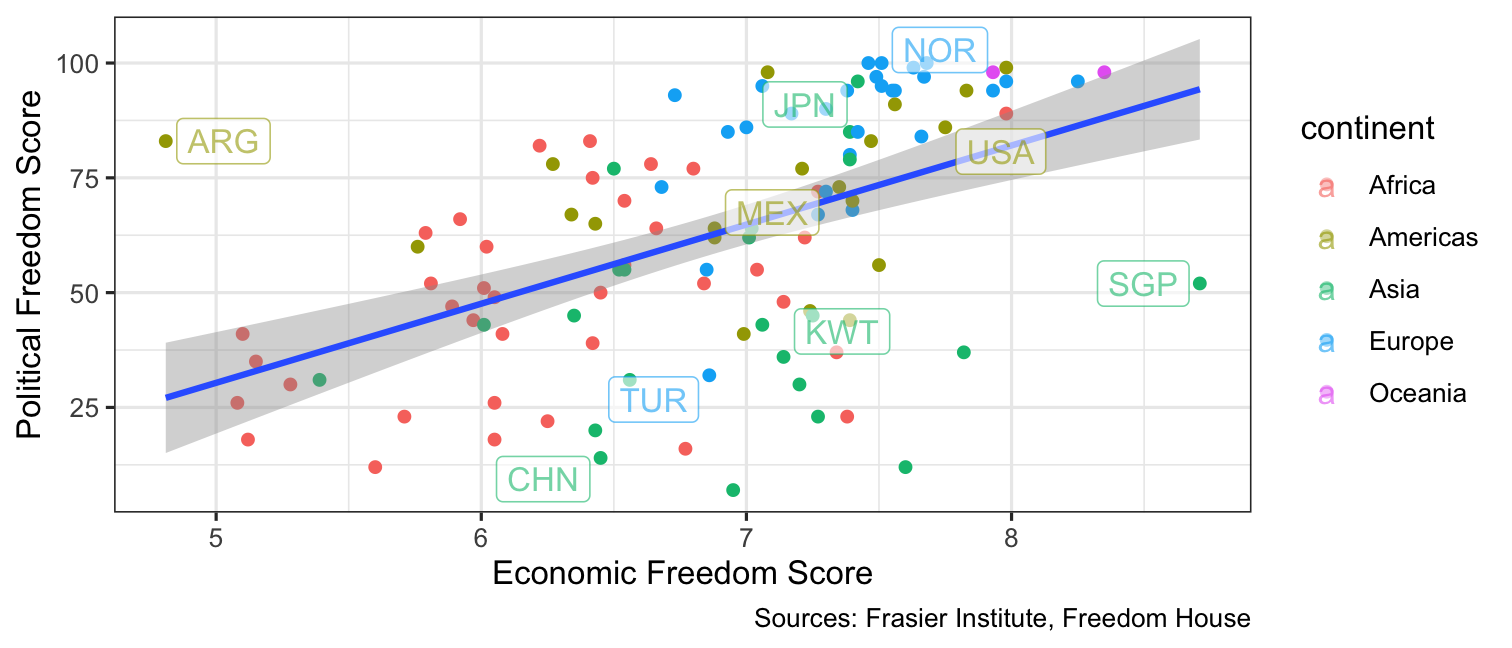 NOR
100
JPN
ARG
USA
75
MEX
SGP
50
KWT
TUR
25
CHN
5 6 7 8
Political Freedom Score
Economic Freedom Score
Sources: Frasier Institute, Freedom House
continent
a Africa
a Americas
a Asia
a Europe
a Oceania